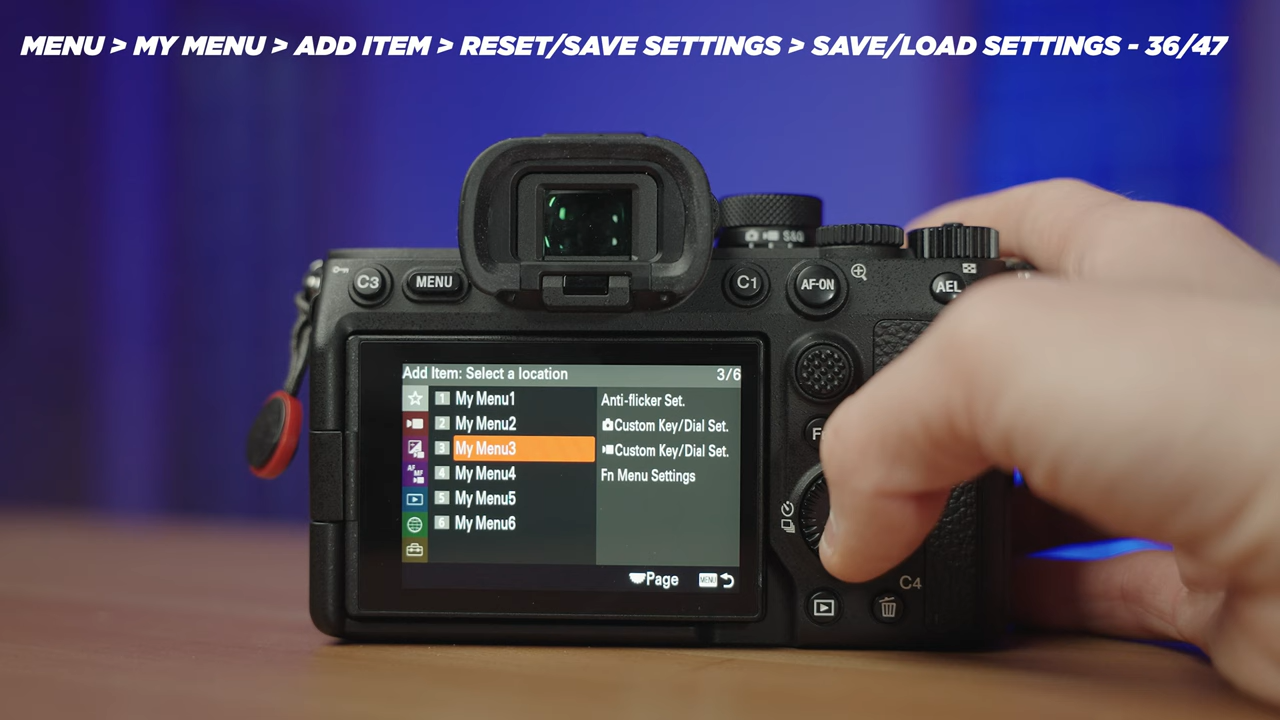 MENU > MY MENU > ADD ITEM > RESET/SAVE SETTINGS > SAVE/LOAD SETTINGS - 36/47
S&Q
C3
MENU
C1
AF-ON
AEL
Add Item: Select a location
3/6
1 My Menu1
2 My Menu2
3 My Menu3
4 My Menu4
5 My Menu5
6 My Menu6
Anti-flicker Set.
Custom Key/Dial Set.
Custom Key/Dial Set.
Fn Menu Settings
AF
MF
Page
MENU
C4